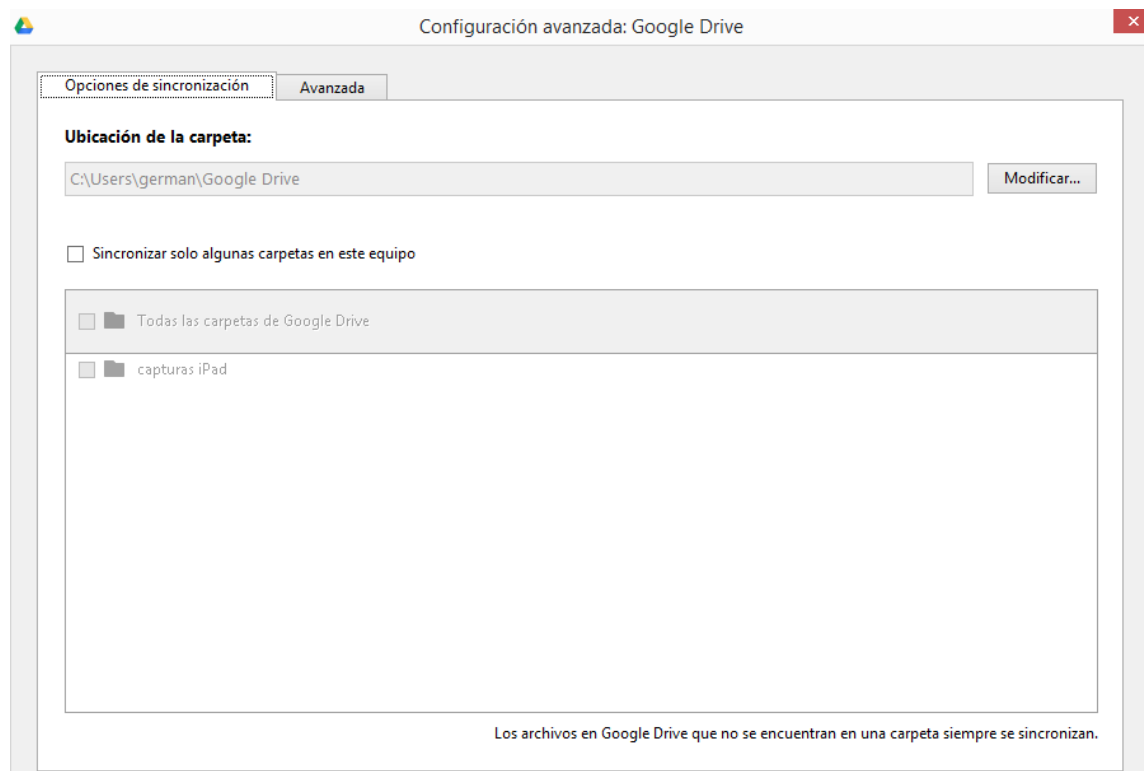 Configuración avanzada: Google Drive
Opciones de sincronización
Avanzada
Ubicación de la carpeta:
C:\Users\german\Google Drive
Modificar...
Sincronizar solo algunas carpetas en este equipo
Todas las carpetas de Google Drive
capturas iPad
Los archivos en Google Drive que no se encuentran en una carpeta siempre se sincronizan.